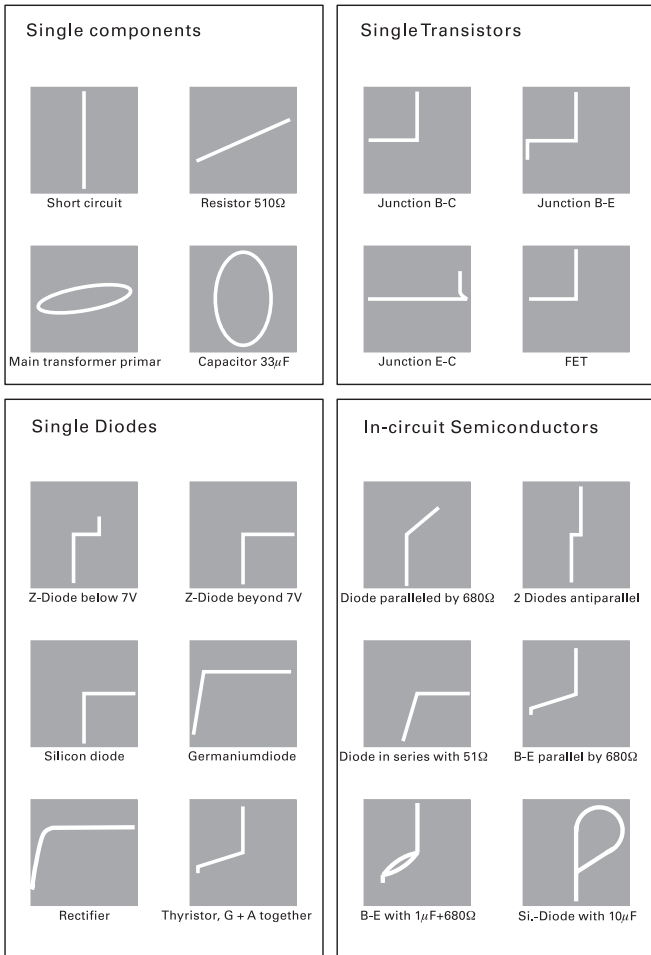 Single components
Short circuit
Resistor 510Ω
Main transformer primar
Capacitor 33µF
Single Transistors
Junction B-C
Junction B-E
Junction E-C
FET
Single Diodes
Z-Diode below 7V
Z-Diode beyond 7V
Silicon diode
Germaniumdiode
Rectifier
Thyristor, G + A together
In-circuit Semiconductors
Diode paralleled by 680Ω
2 Diodes antiparallel
Diode in series with 51Ω
B-E parallel by 680Ω
B-E with 1µF+680Ω
Si.-Diode with 10µF